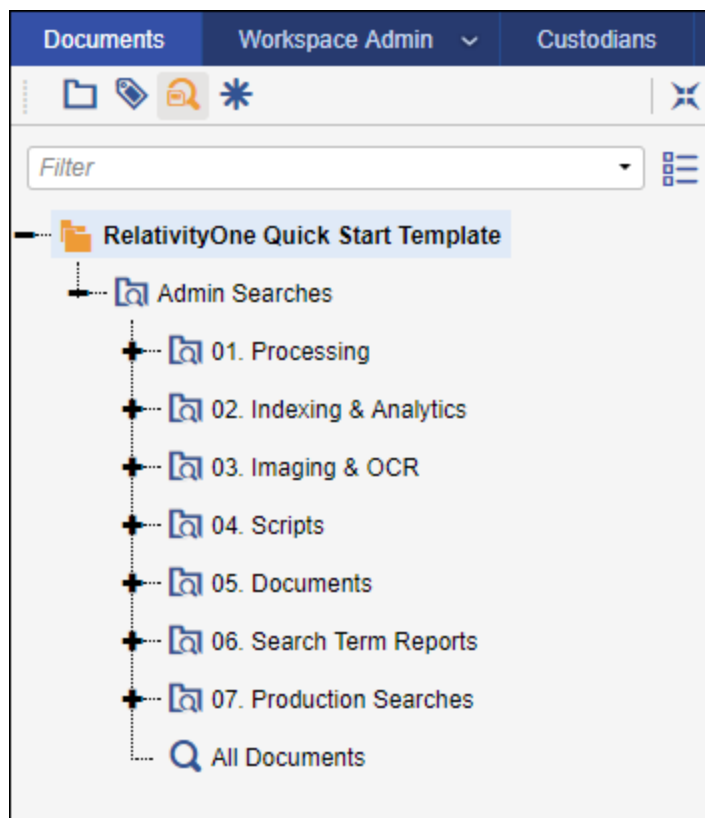 Documents Workspace Admin Custodians
Filter
RelativityOne Quick Start Template
Admin Searches
01. Processing
02. Indexing & Analytics
03. Imaging & OCR
04. Scripts
05. Documents
06. Search Term Reports
07. Production Searches
All Documents